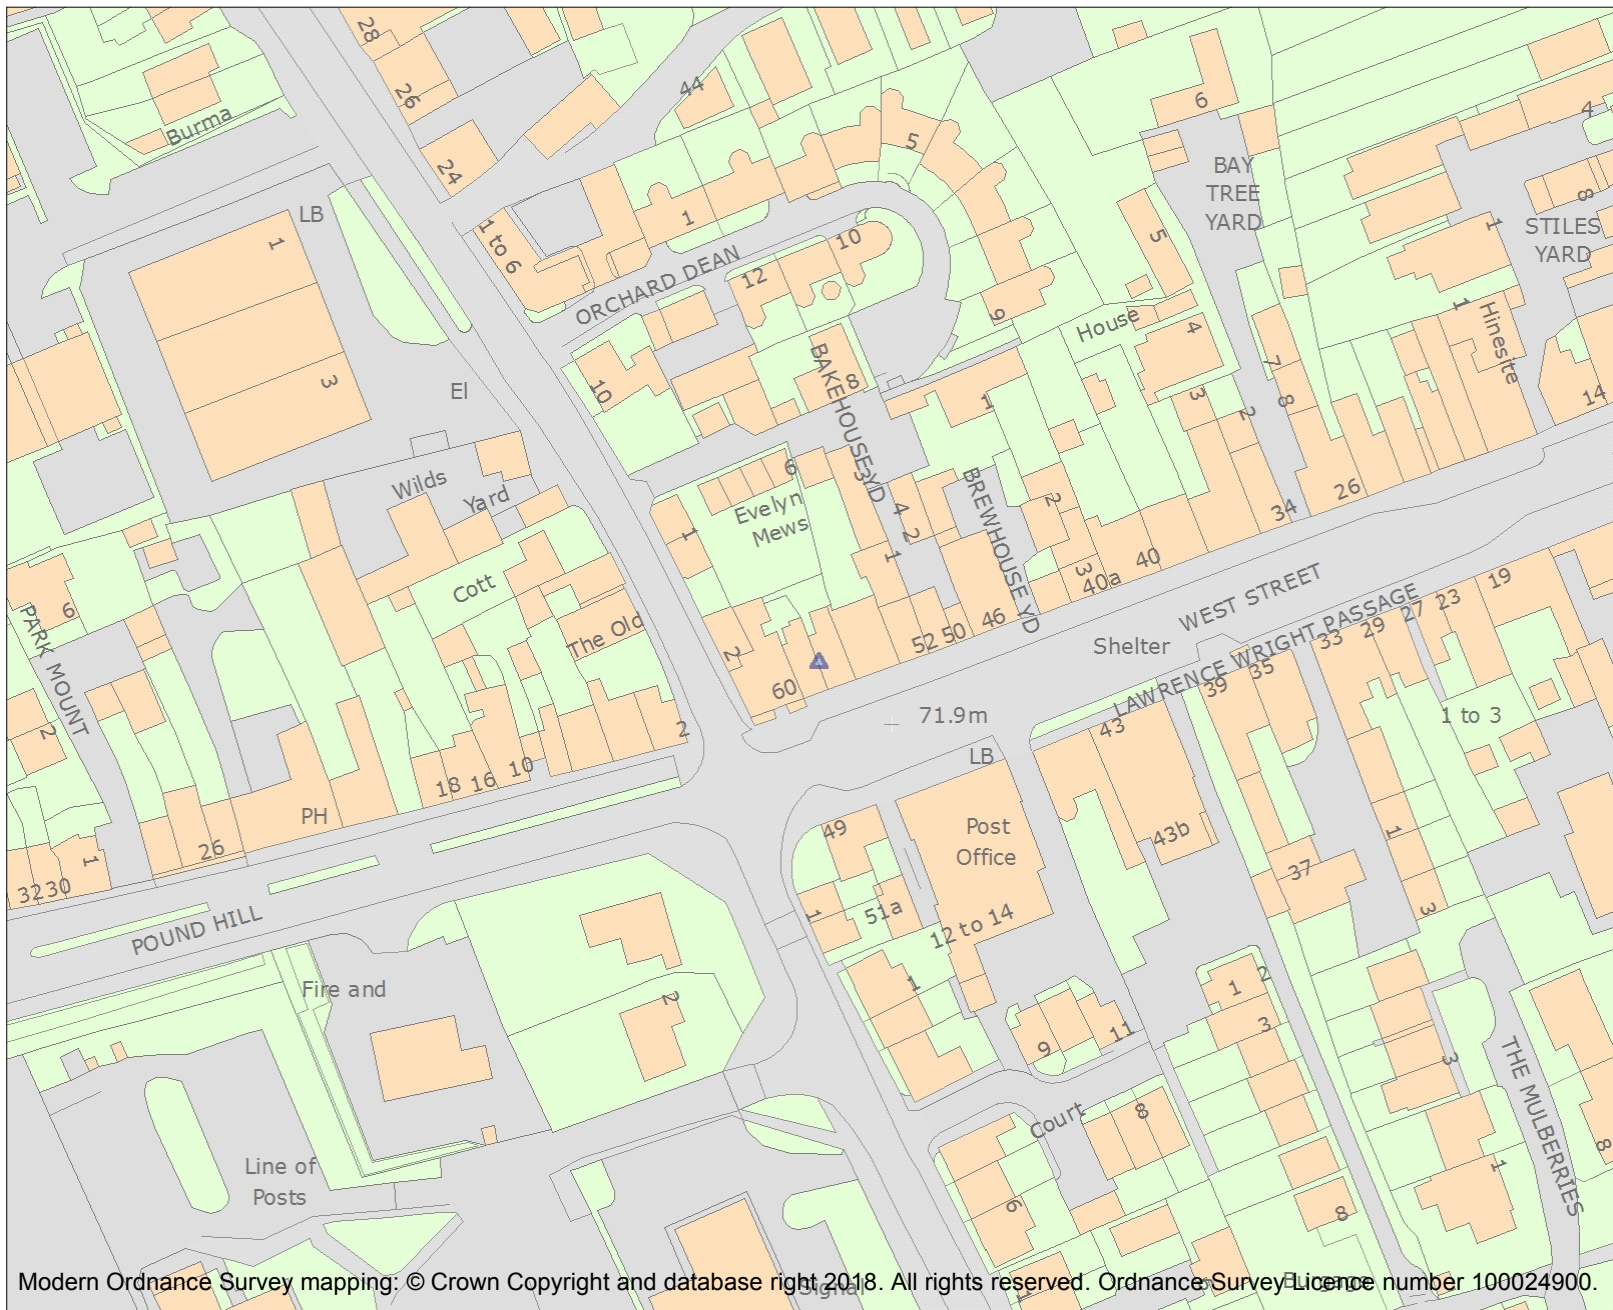 28
26
Burma
24
44
5
6
BAY
TREE
YARD
4
8
STILES
YARD
1
LB
1
1 to 6
1
10
ORCHARD DEAN
12
5
9
House
4
1
Hinesite
14
3
El
10
BAKEHOUSE YD
8
1
3
2
7
8
26
34
Wilds
Yard
6
Evelyn
Mews
3
4
2
1
1
BREWHOUSE YD
2
3
40a
40
Cott
The Old
6
PARK MOUNT
2
2
60
52
50
46
WEST STREET
Shelter
LAWRENCE WRIGHT PASSAGE
19
23
27
29
33
35
39
43
1 to 3
71.9m
LB
2
18
16
10
PH
26
1
32
30
POUND HILL
49
Post
Office
43b
37
1
3
1
51a
12 to 14
Fire and
2
1
9
11
1
2
3
3
THE MULBERRIES
Court
8
6
8
1
8
Line of
Posts
Signal
Modern Ordnance Survey mapping: © Crown Copyright and database right 2018. All rights reserved. Ordnance Survey Licence number 100024900.